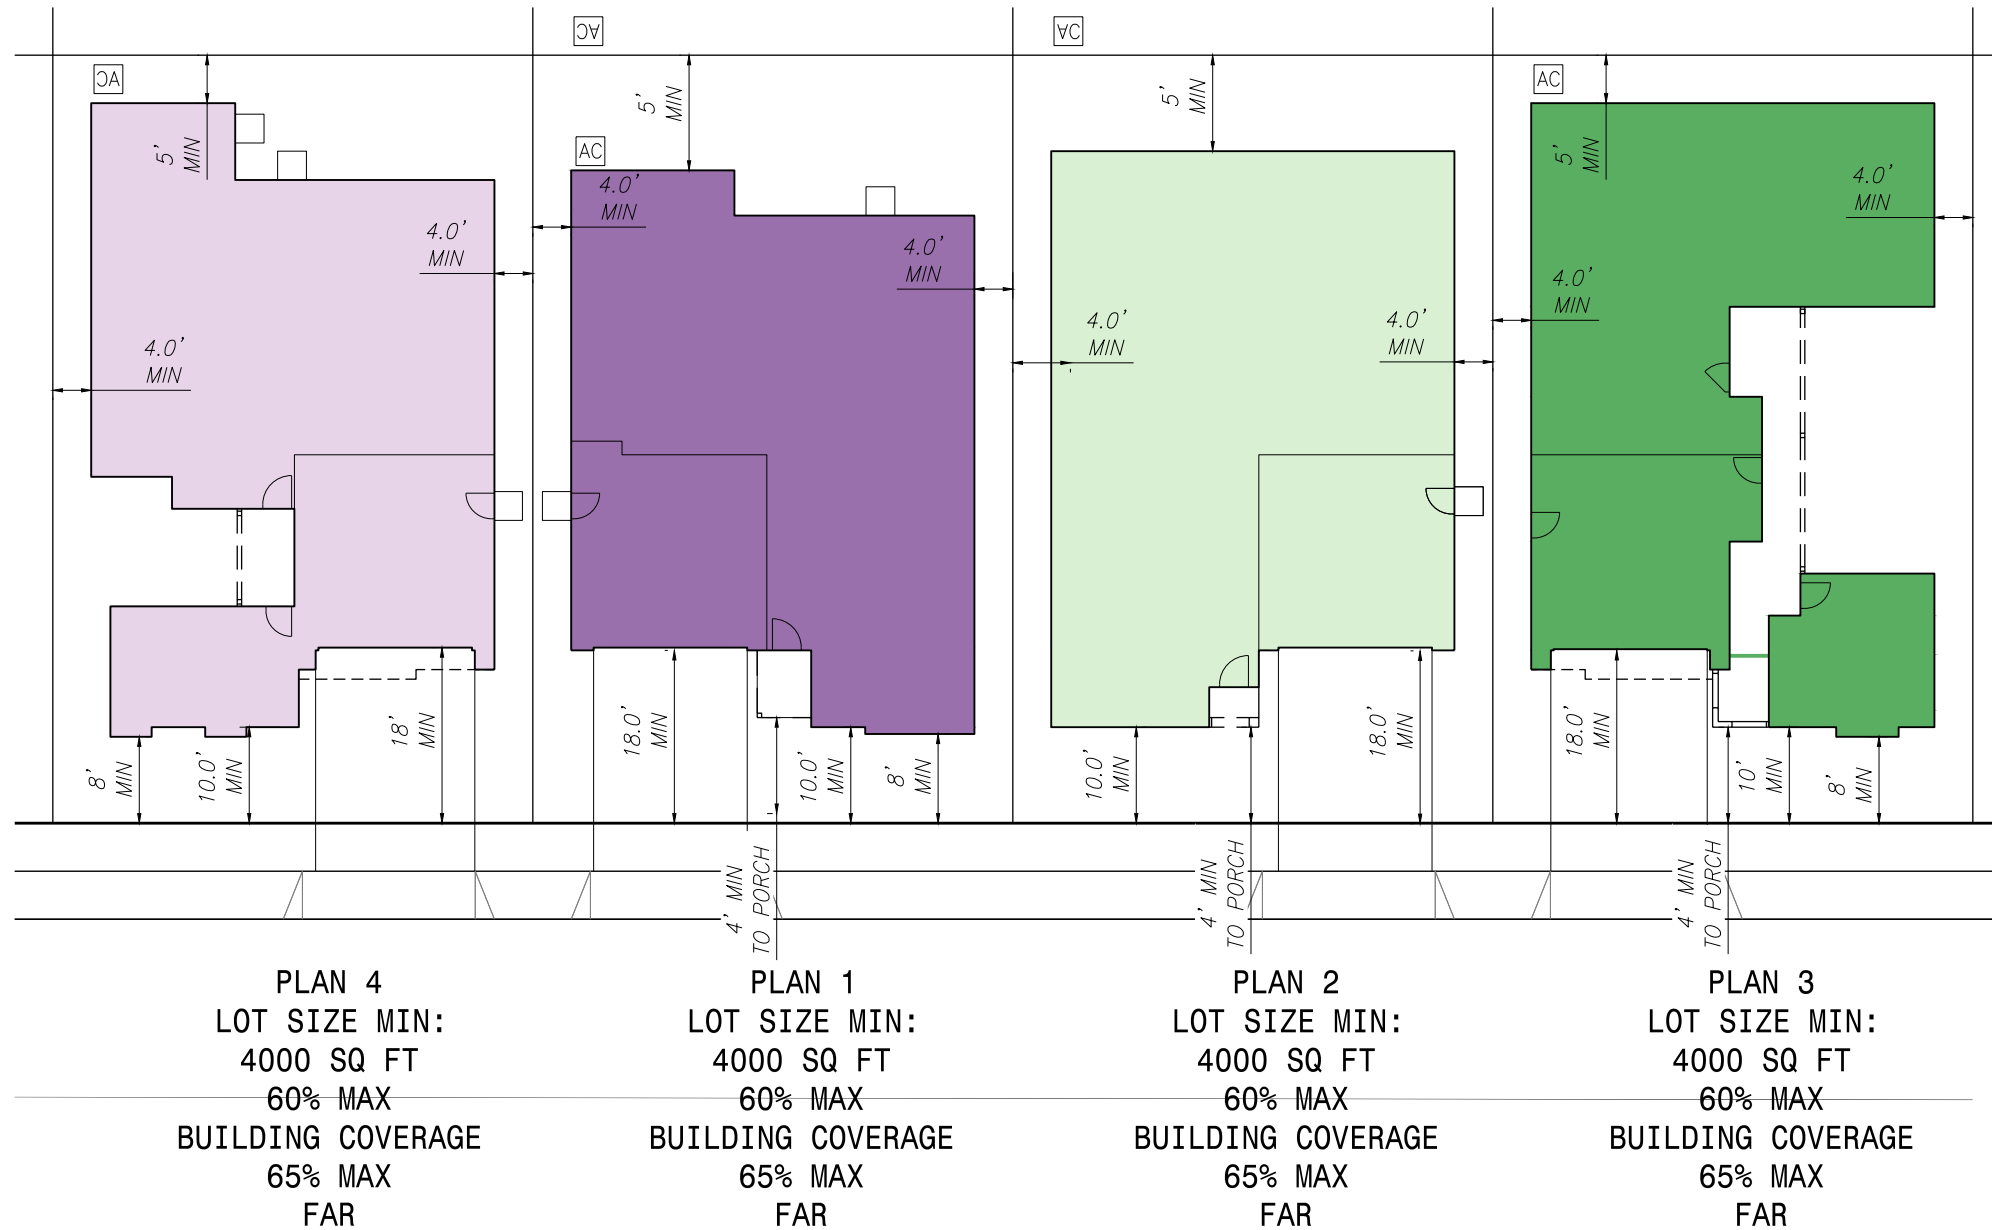 AC
AC
AC
AC
AC
5'
MIN
5'
MIN
5'
MIN
5'
MIN
4.0'
MIN
4.0'
MIN
4.0'
MIN
4.0'
MIN
4.0'
MIN
4.0'
MIN
4.0'
MIN
4.0'
MIN
8'
MIN
10.0'
MIN
18'
MIN
18.0'
MIN
10.0'
MIN
8'
MIN
10.0'
MIN
18.0'
MIN
18.0'
MIN
10'
MIN
8'
MIN
4' MIN
TO PORCH
4' MIN
TO PORCH
4' MIN
TO PORCH
PLAN 4
LOT SIZE MIN:
4000 SQ FT
60% MAX
BUILDING COVERAGE
65% MAX
FAR
PLAN 1
LOT SIZE MIN:
4000 SQ FT
60% MAX
BUILDING COVERAGE
65% MAX
FAR
PLAN 2
LOT SIZE MIN:
4000 SQ FT
60% MAX
BUILDING COVERAGE
65% MAX
FAR
PLAN 3
LOT SIZE MIN:
4000 SQ FT
60% MAX
BUILDING COVERAGE
65% MAX
FAR